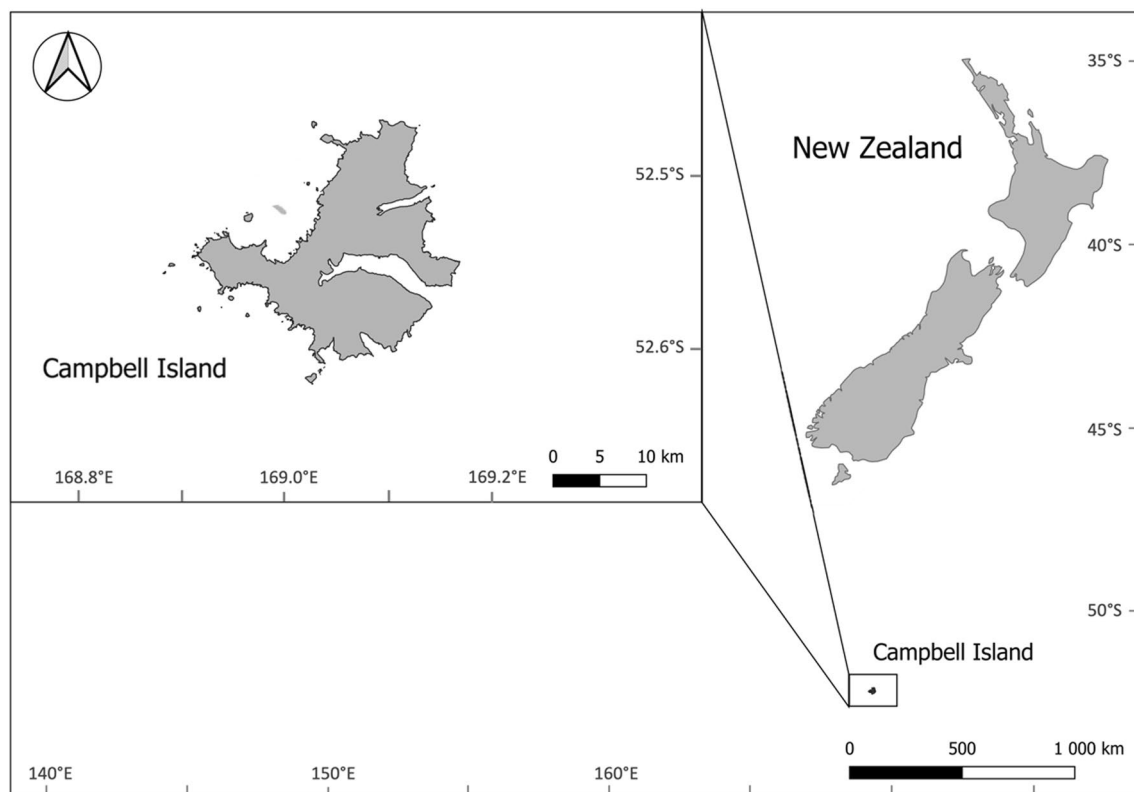 35°S
New Zealand
52.5°S
40°S
52.6°S
Campbell Island
45°S
0 5 10 km
168.8°E 169.0°E 169.2°E
50°S
Campbell Island
0 500 1 000 km
140°E 150°E 160°E